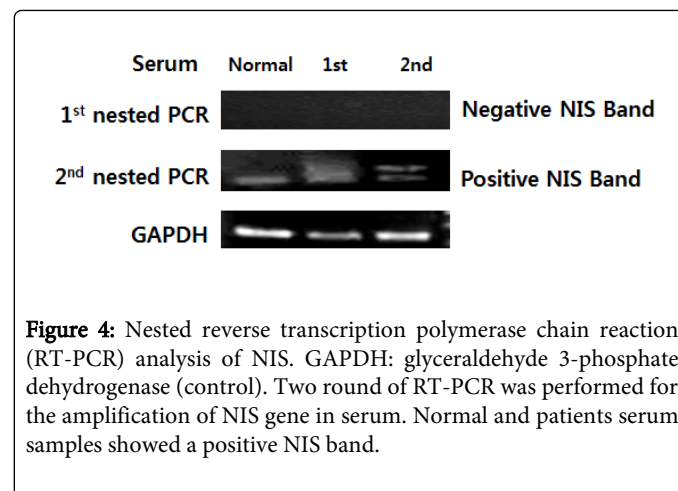 Serum Normal 1st 2nd
1st nested PCR Negative NIS Band
2nd nested PCR Positive NIS Band
GAPDH
Figure 4: Nested reverse transcription polymerase chain reaction
(RT-PCR) analysis of NIS. GAPDH: glyceraldehyde 3-phosphate
dehydrogenase (control). Two round of RT-PCR was performed for
the amplification of NIS gene in serum. Normal and patients serum
samples showed a positive NIS band.